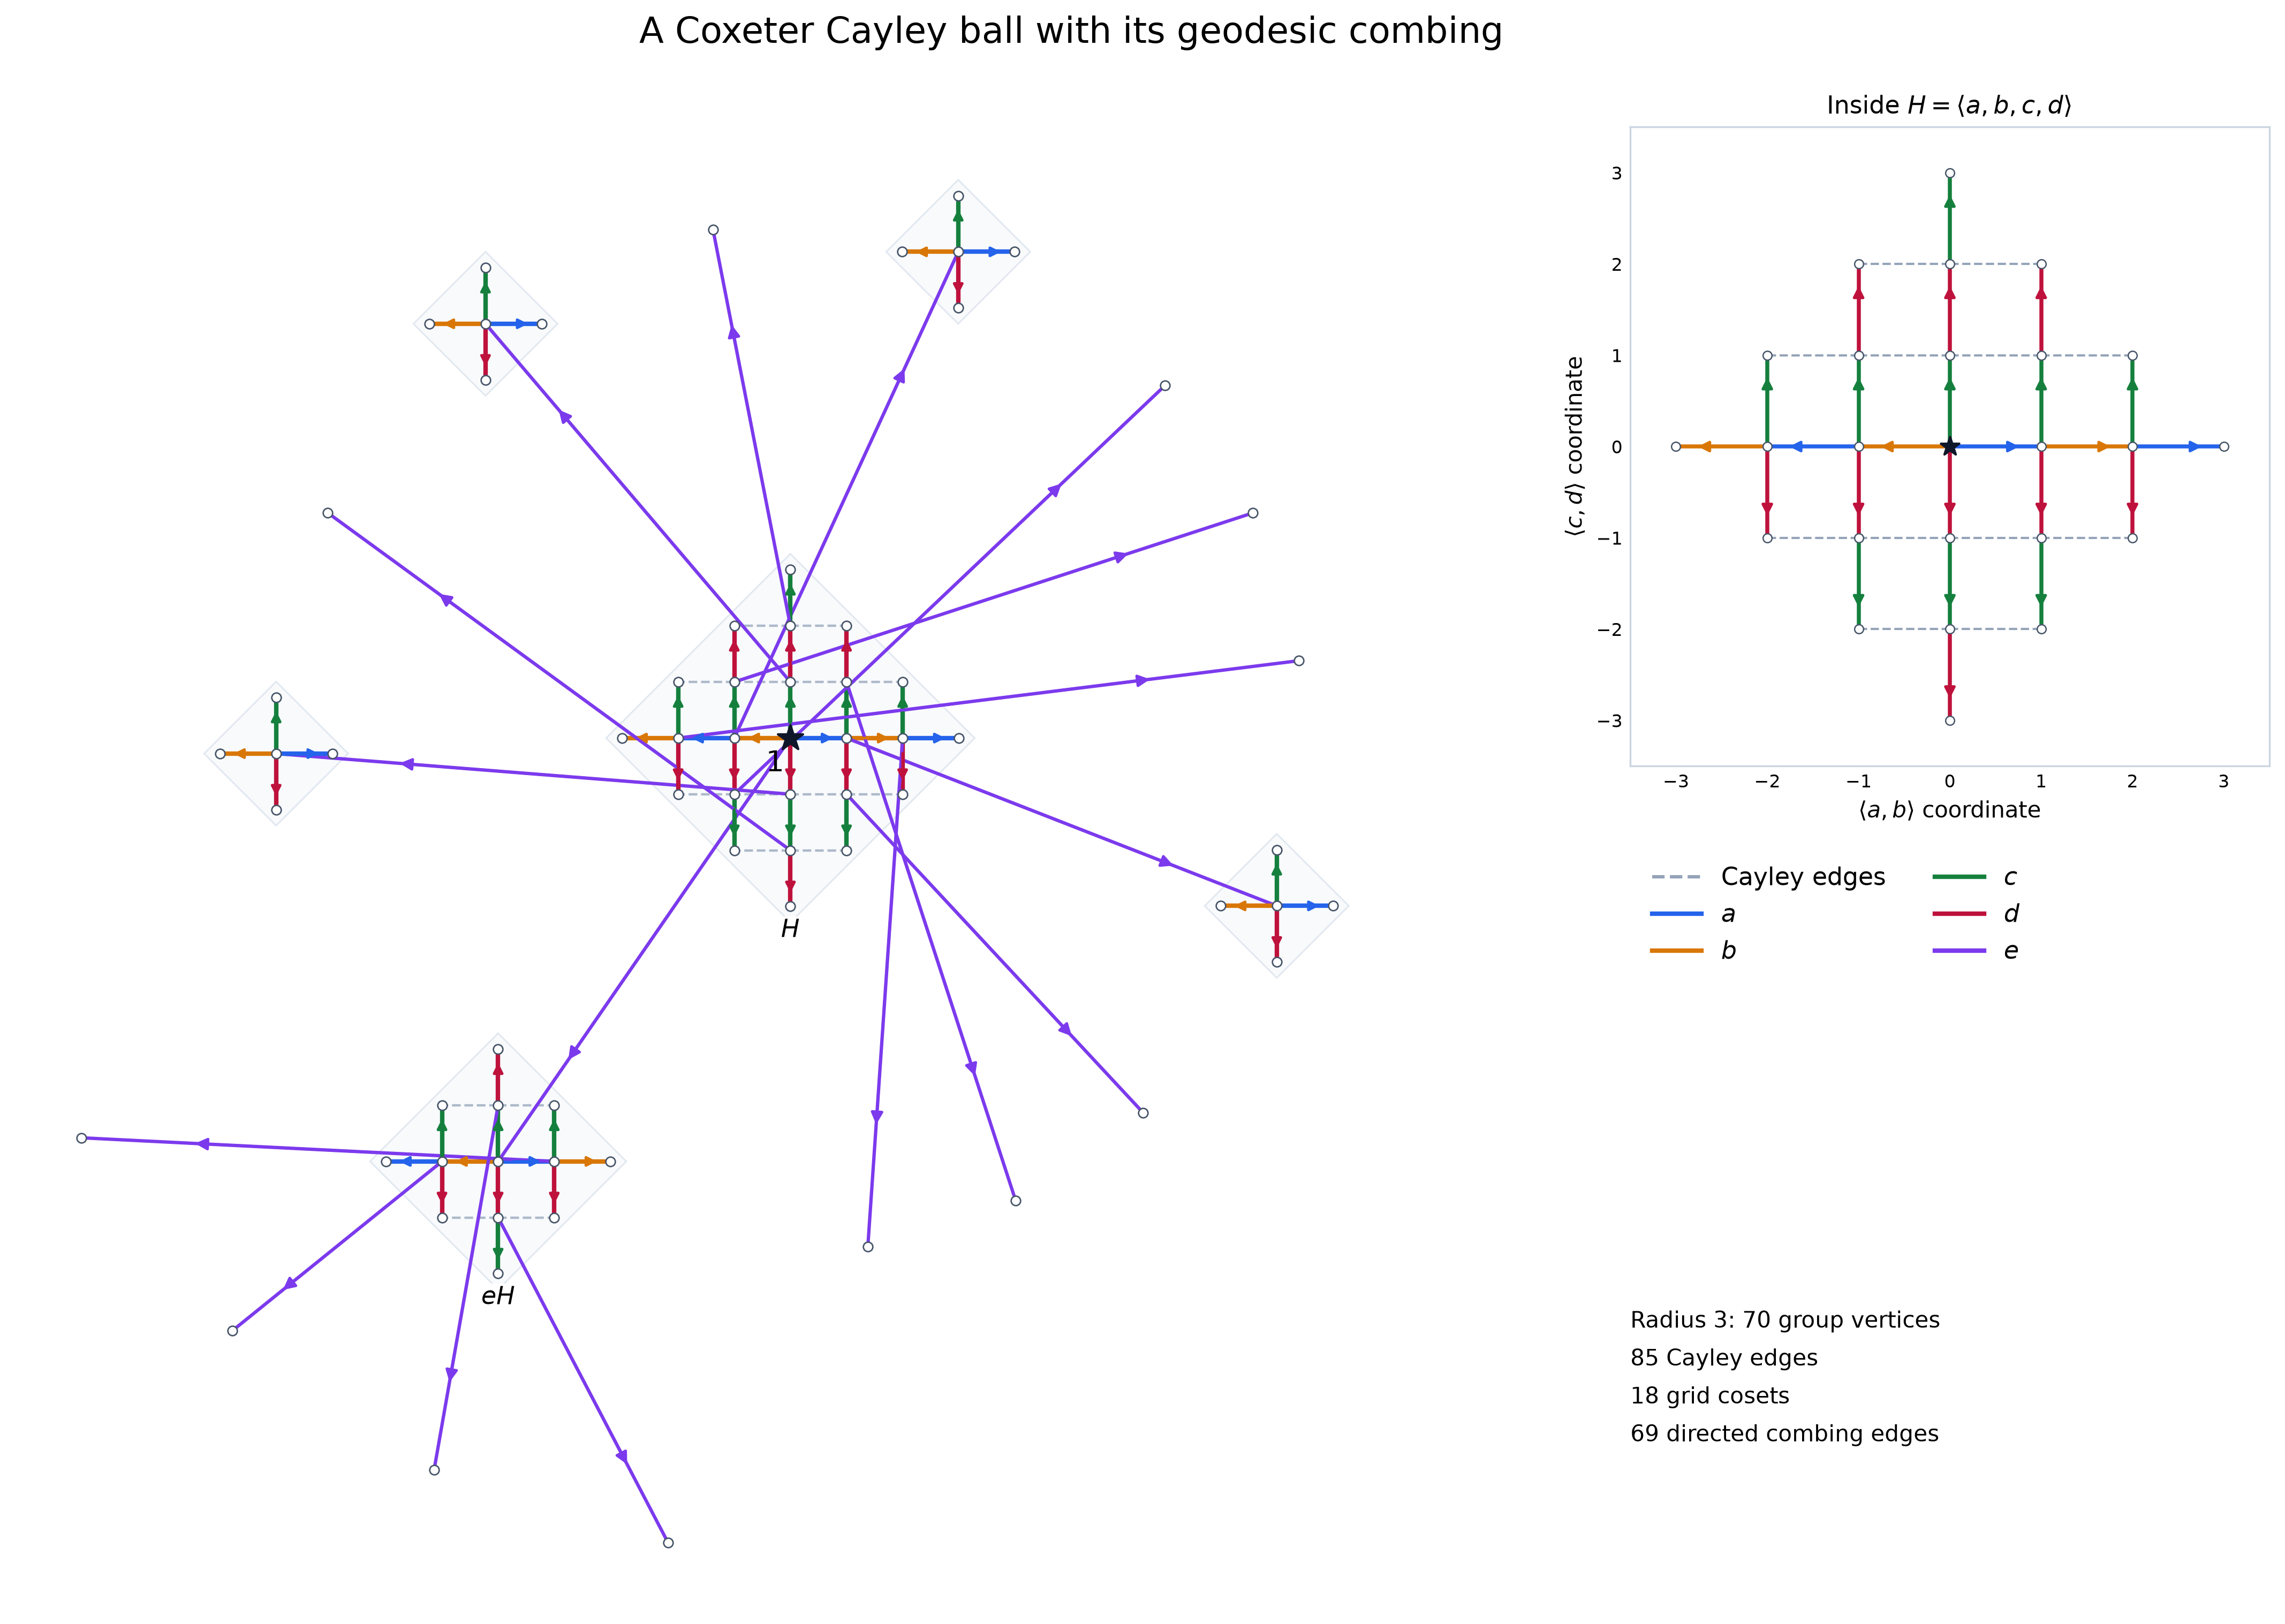 A Coxeter Cayley ball with its geodesic combing
Inside H = ⟨a, b, c, d⟩
3
2
1
0
−1
−2
−3
⟨c, d⟩ coordinate
−3 −2 −1 0 1 2 3
⟨a, b⟩ coordinate
1
H
eH
Cayley edges
a
b
c
d
e
Radius 3: 70 group vertices
85 Cayley edges
18 grid cosets
69 directed combing edges